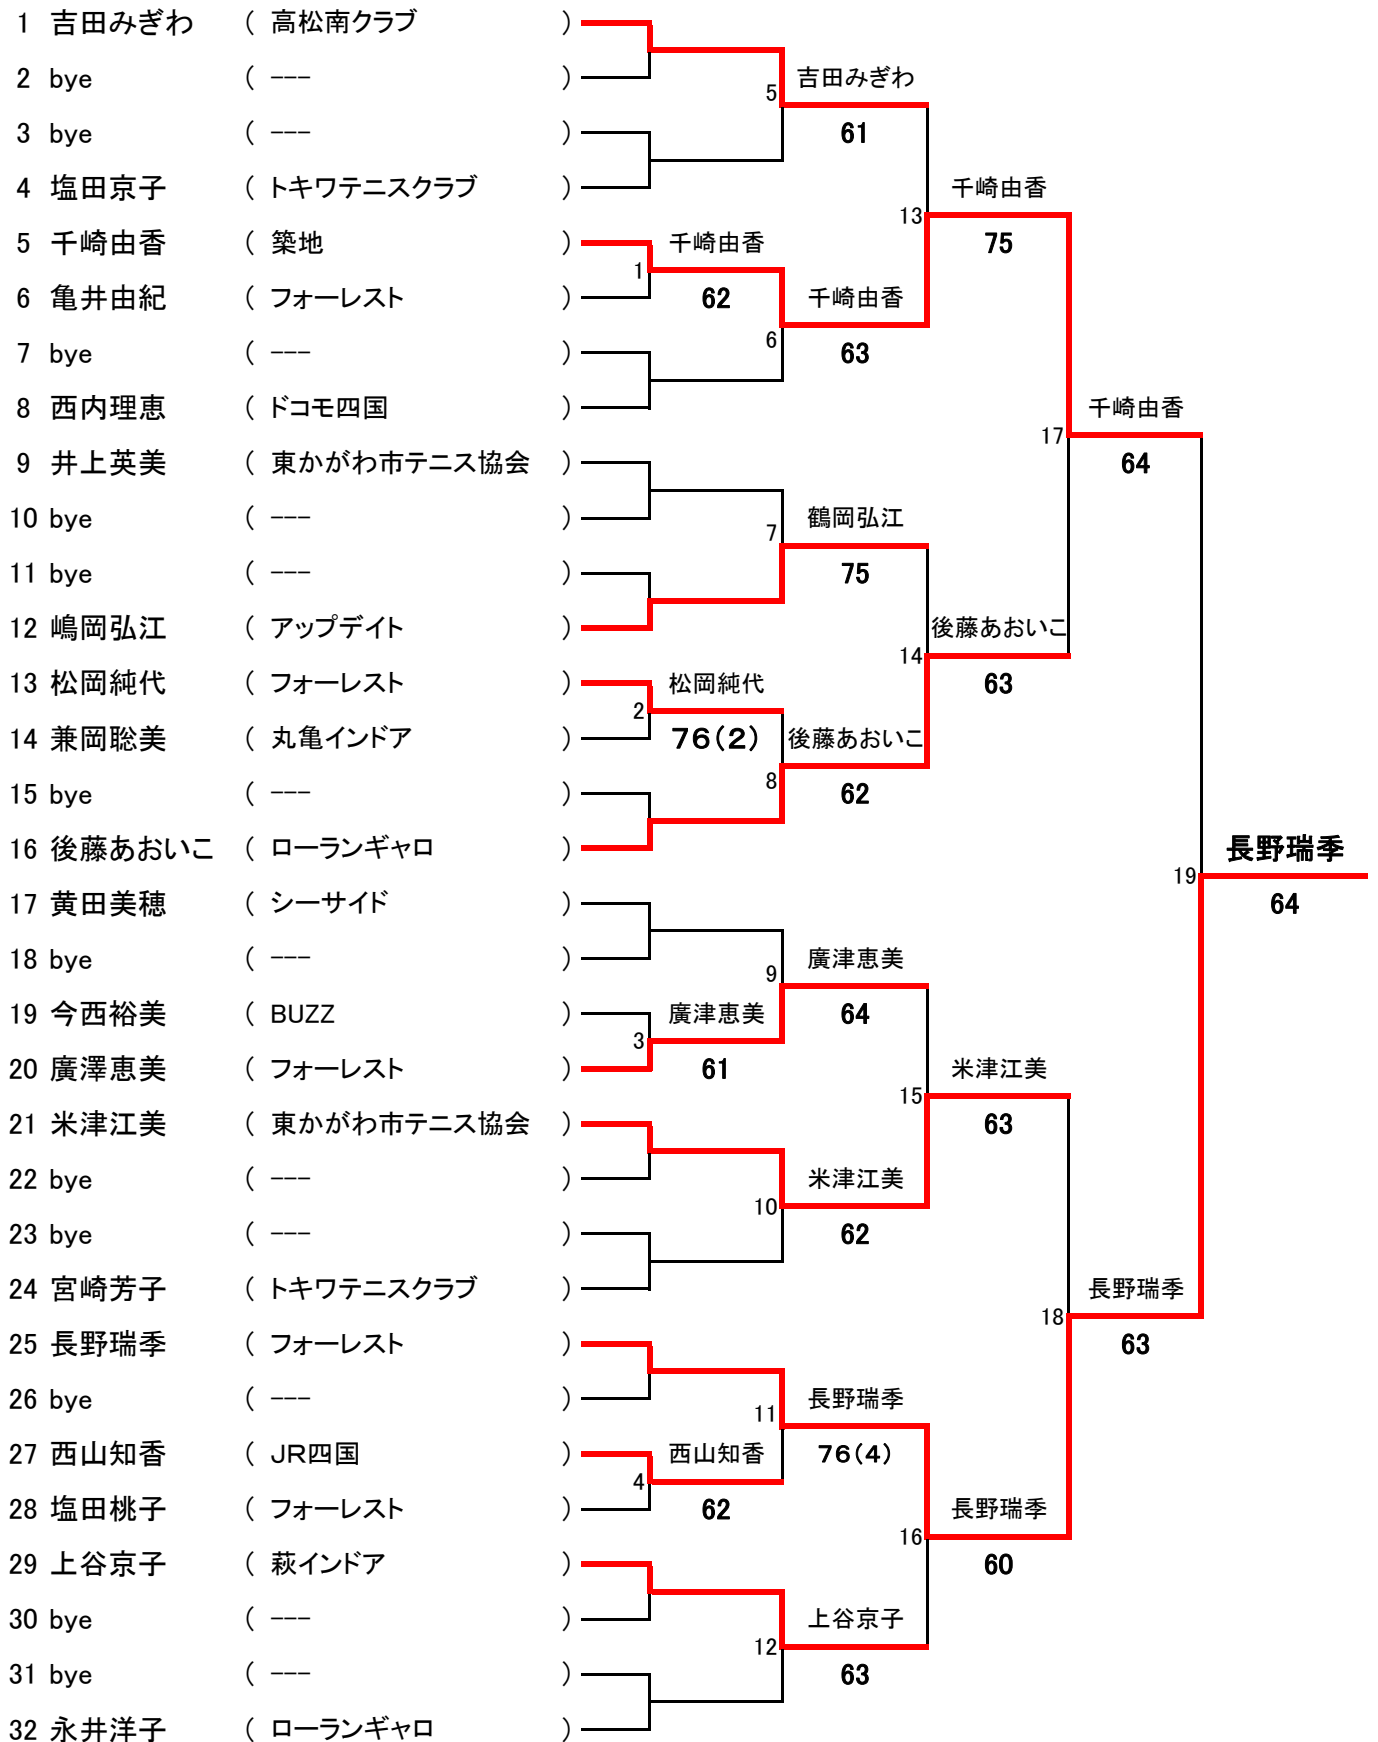 1 吉田みぎわ ( 高松南クラブ )
2 bye ( --- )
5 吉田みぎわ
3 bye ( --- )
61
4 塩田京子 ( トキワテニスクラブ )
千崎由香
13
5 千崎由香 ( 築地 )
千崎由香
75
1
6 亀井由紀 ( フォーレスト )
62
千崎由香
6
7 bye ( --- )
63
8 西内理恵 ( ドコモ四国 )
千崎由香
17
9 井上英美 ( 東かがわ市テニス協会 )
64
10 bye ( --- )
7 鶴岡弘江
11 bye ( --- )
75
12 嶋岡弘江 ( アップデイト )
後藤あおいこ
14
13 松岡純代 ( フォーレスト )
松岡純代
63
2
14 兼岡聡美 ( 丸亀インドア )
76(2)
後藤あおいこ
8
15 bye ( --- )
62
16 後藤あおいこ ( ローランギャロ )
長野瑞季
19
17 黄田美穂 ( シーサイド )
64
18 bye ( --- )
9 廣津恵美
19 今西裕美 ( BUZZ )
廣津恵美
64
3
20 廣澤恵美 ( フォーレスト )
61
米津江美
15
21 米津江美 ( 東かがわ市テニス協会 )
63
22 bye ( --- )
米津江美
10
23 bye ( --- )
62
24 宮崎芳子 ( トキワテニスクラブ )
長野瑞季
18
25 長野瑞季 ( フォーレスト )
63
26 bye ( --- )
長野瑞季
11
27 西山知香 ( JR四国 )
西山知香
76(4)
4
28 塩田桃子 ( フォーレスト )
62
長野瑞季
16
29 上谷京子 ( 萩インドア )
60
30 bye ( --- )
上谷京子
12
31 bye ( --- )
63
32 永井洋子 ( ローランギャロ )